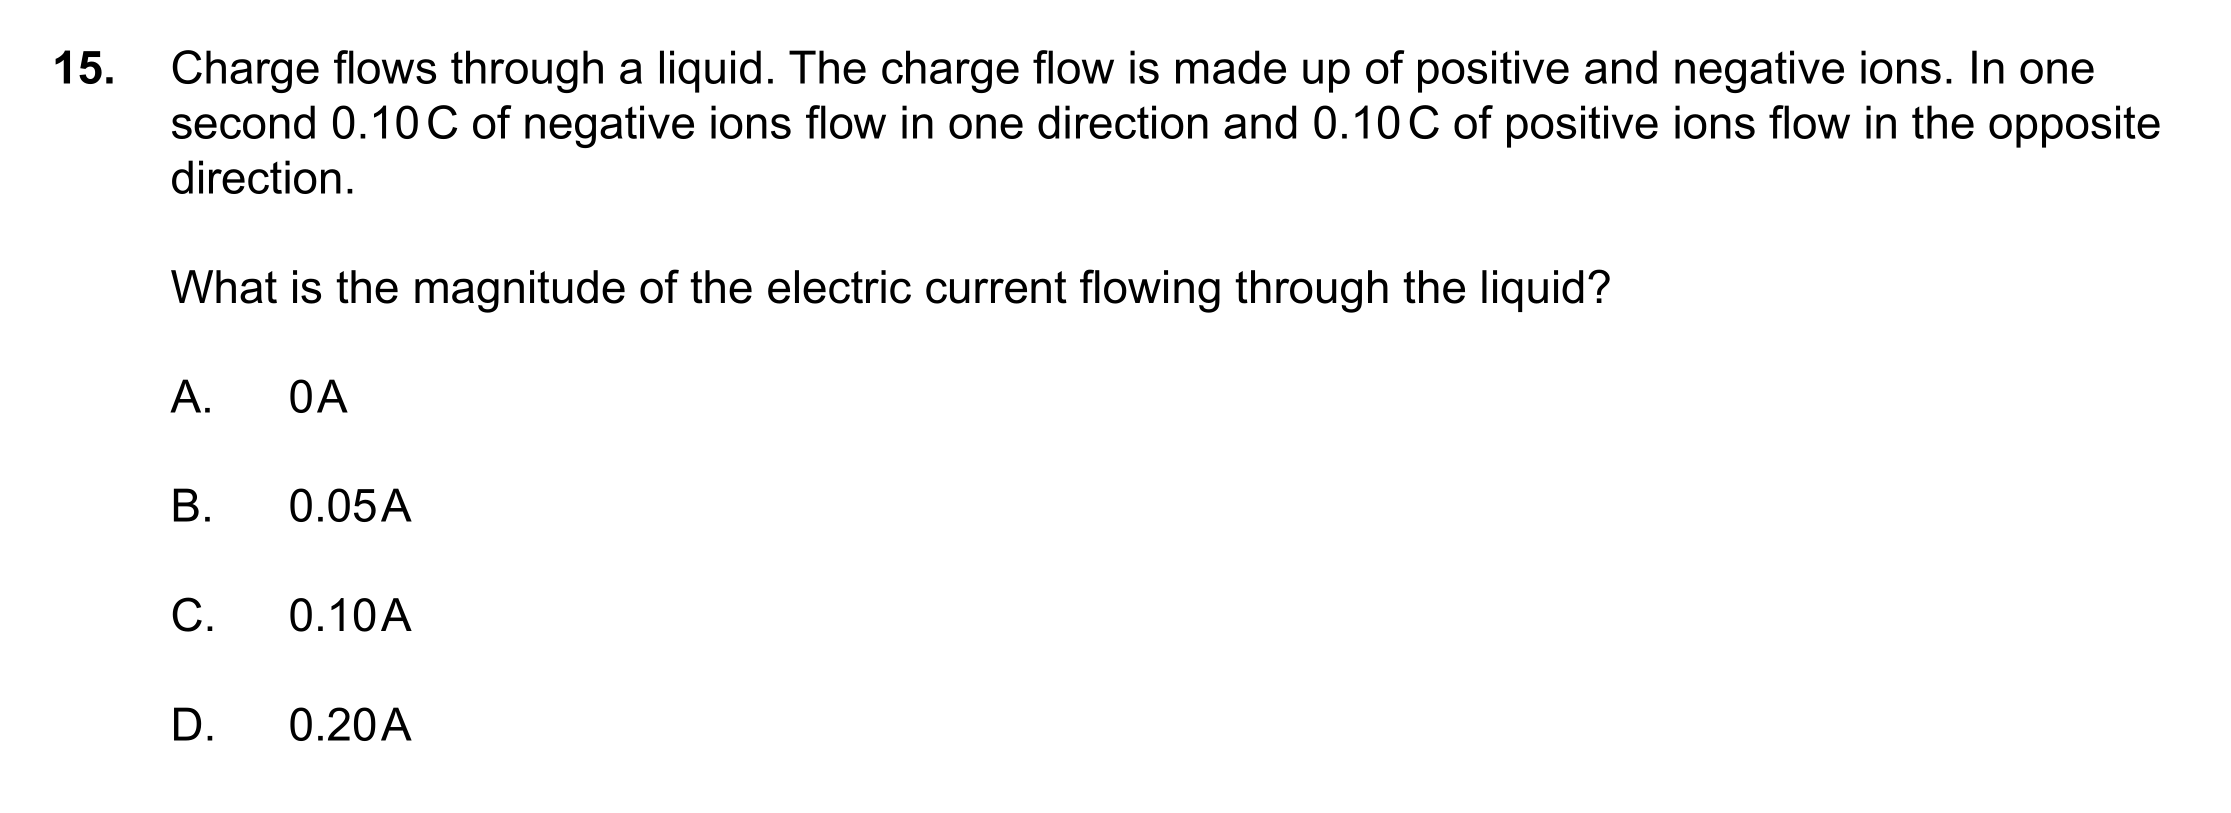 15. Charge flows through a liquid. The charge flow is made up of positive and negative ions. In one
second 0.10 C of negative ions flow in one direction and 0.10 C of positive ions flow in the opposite
direction.
What is the magnitude of the electric current flowing through the liquid?
A. 0 A
B. 0.05 A
C. 0.10 A
D. 0.20 A